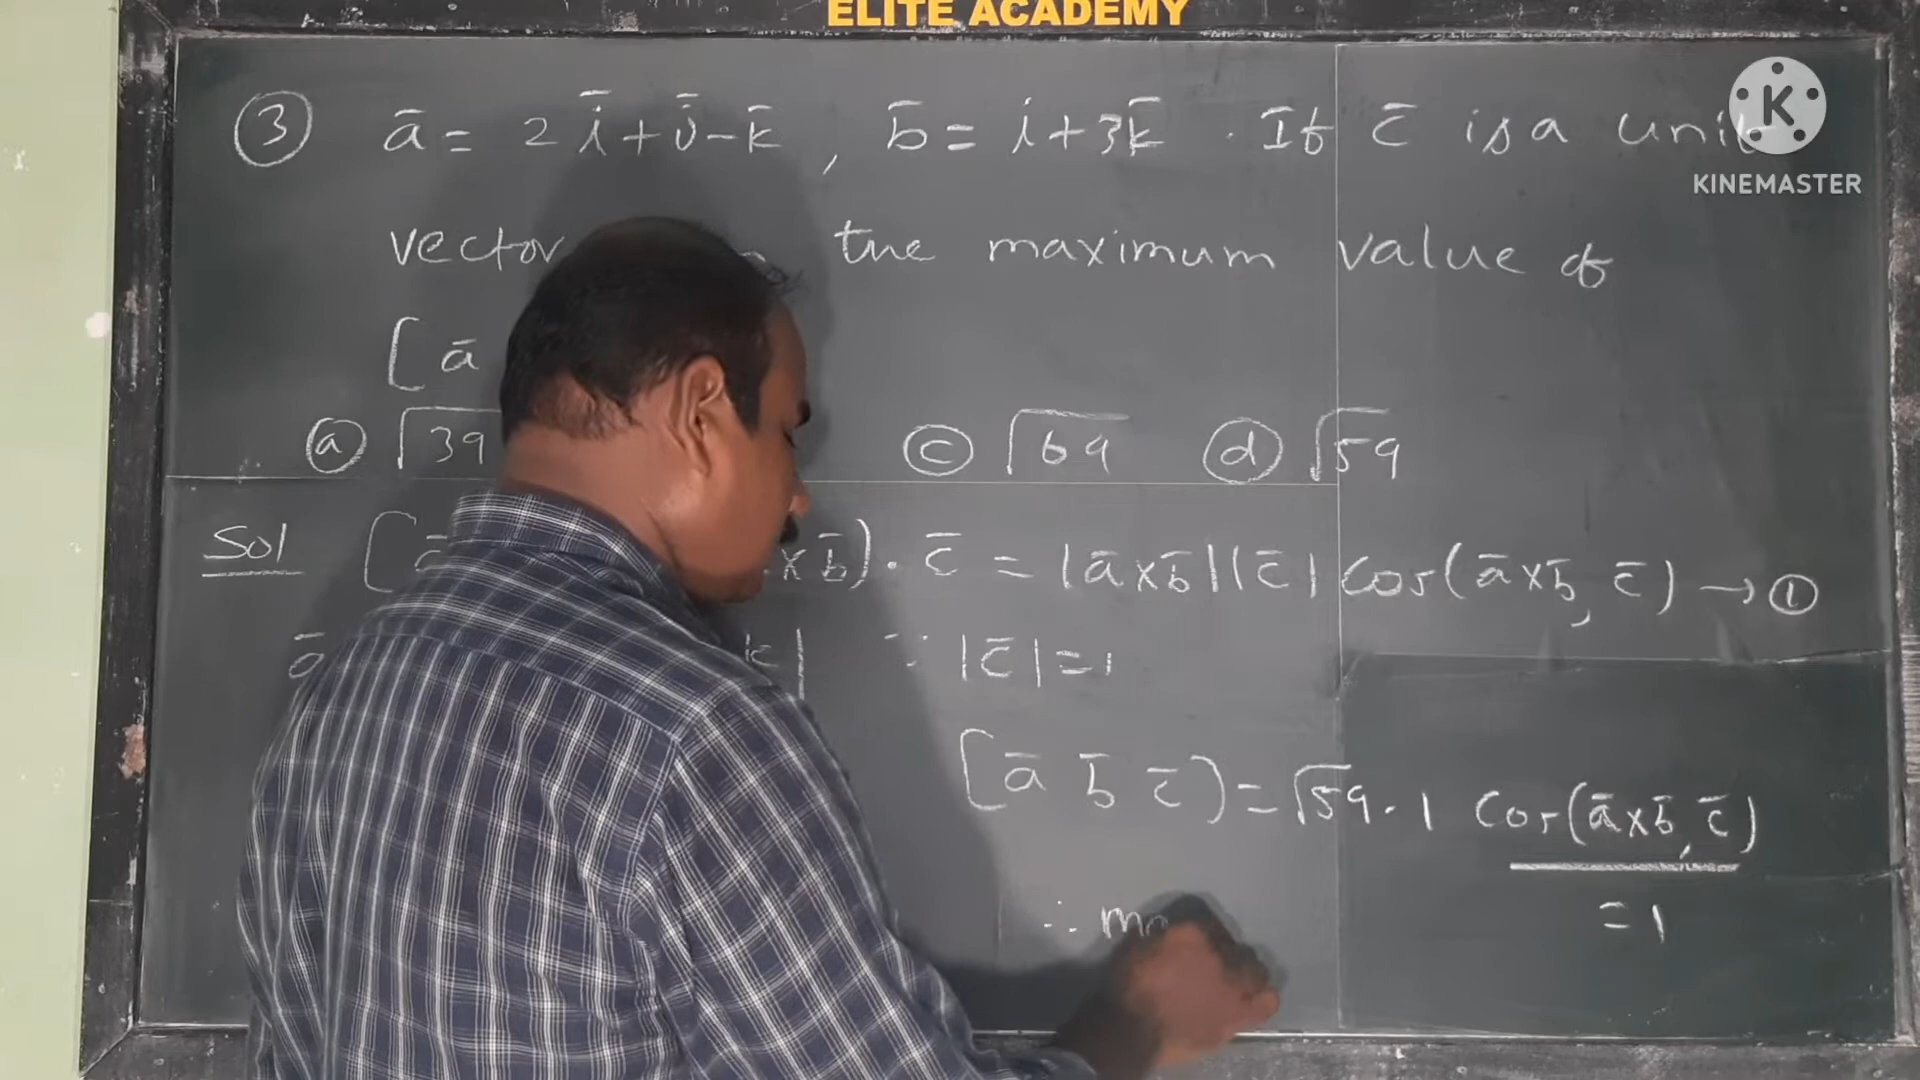 ELITE ACADEMY
K
KINEMASTER
③ ā = 2ī + j̄ - k̄ , b̄ = i + 3k̄ . If c̄ is a unit
vector the maximum value of
[ ā
ⓐ √39 ⓒ √69 ⓓ √59
Sol [ × b̄) . c̄ = |ā×b̄| |c̄| cos(ā×b̄, c̄) → ①
ā k | ∵ |c̄| = 1
[ā b̄ c̄] = √59 . 1 cos(ā×b̄, c̄)
= 1
∴